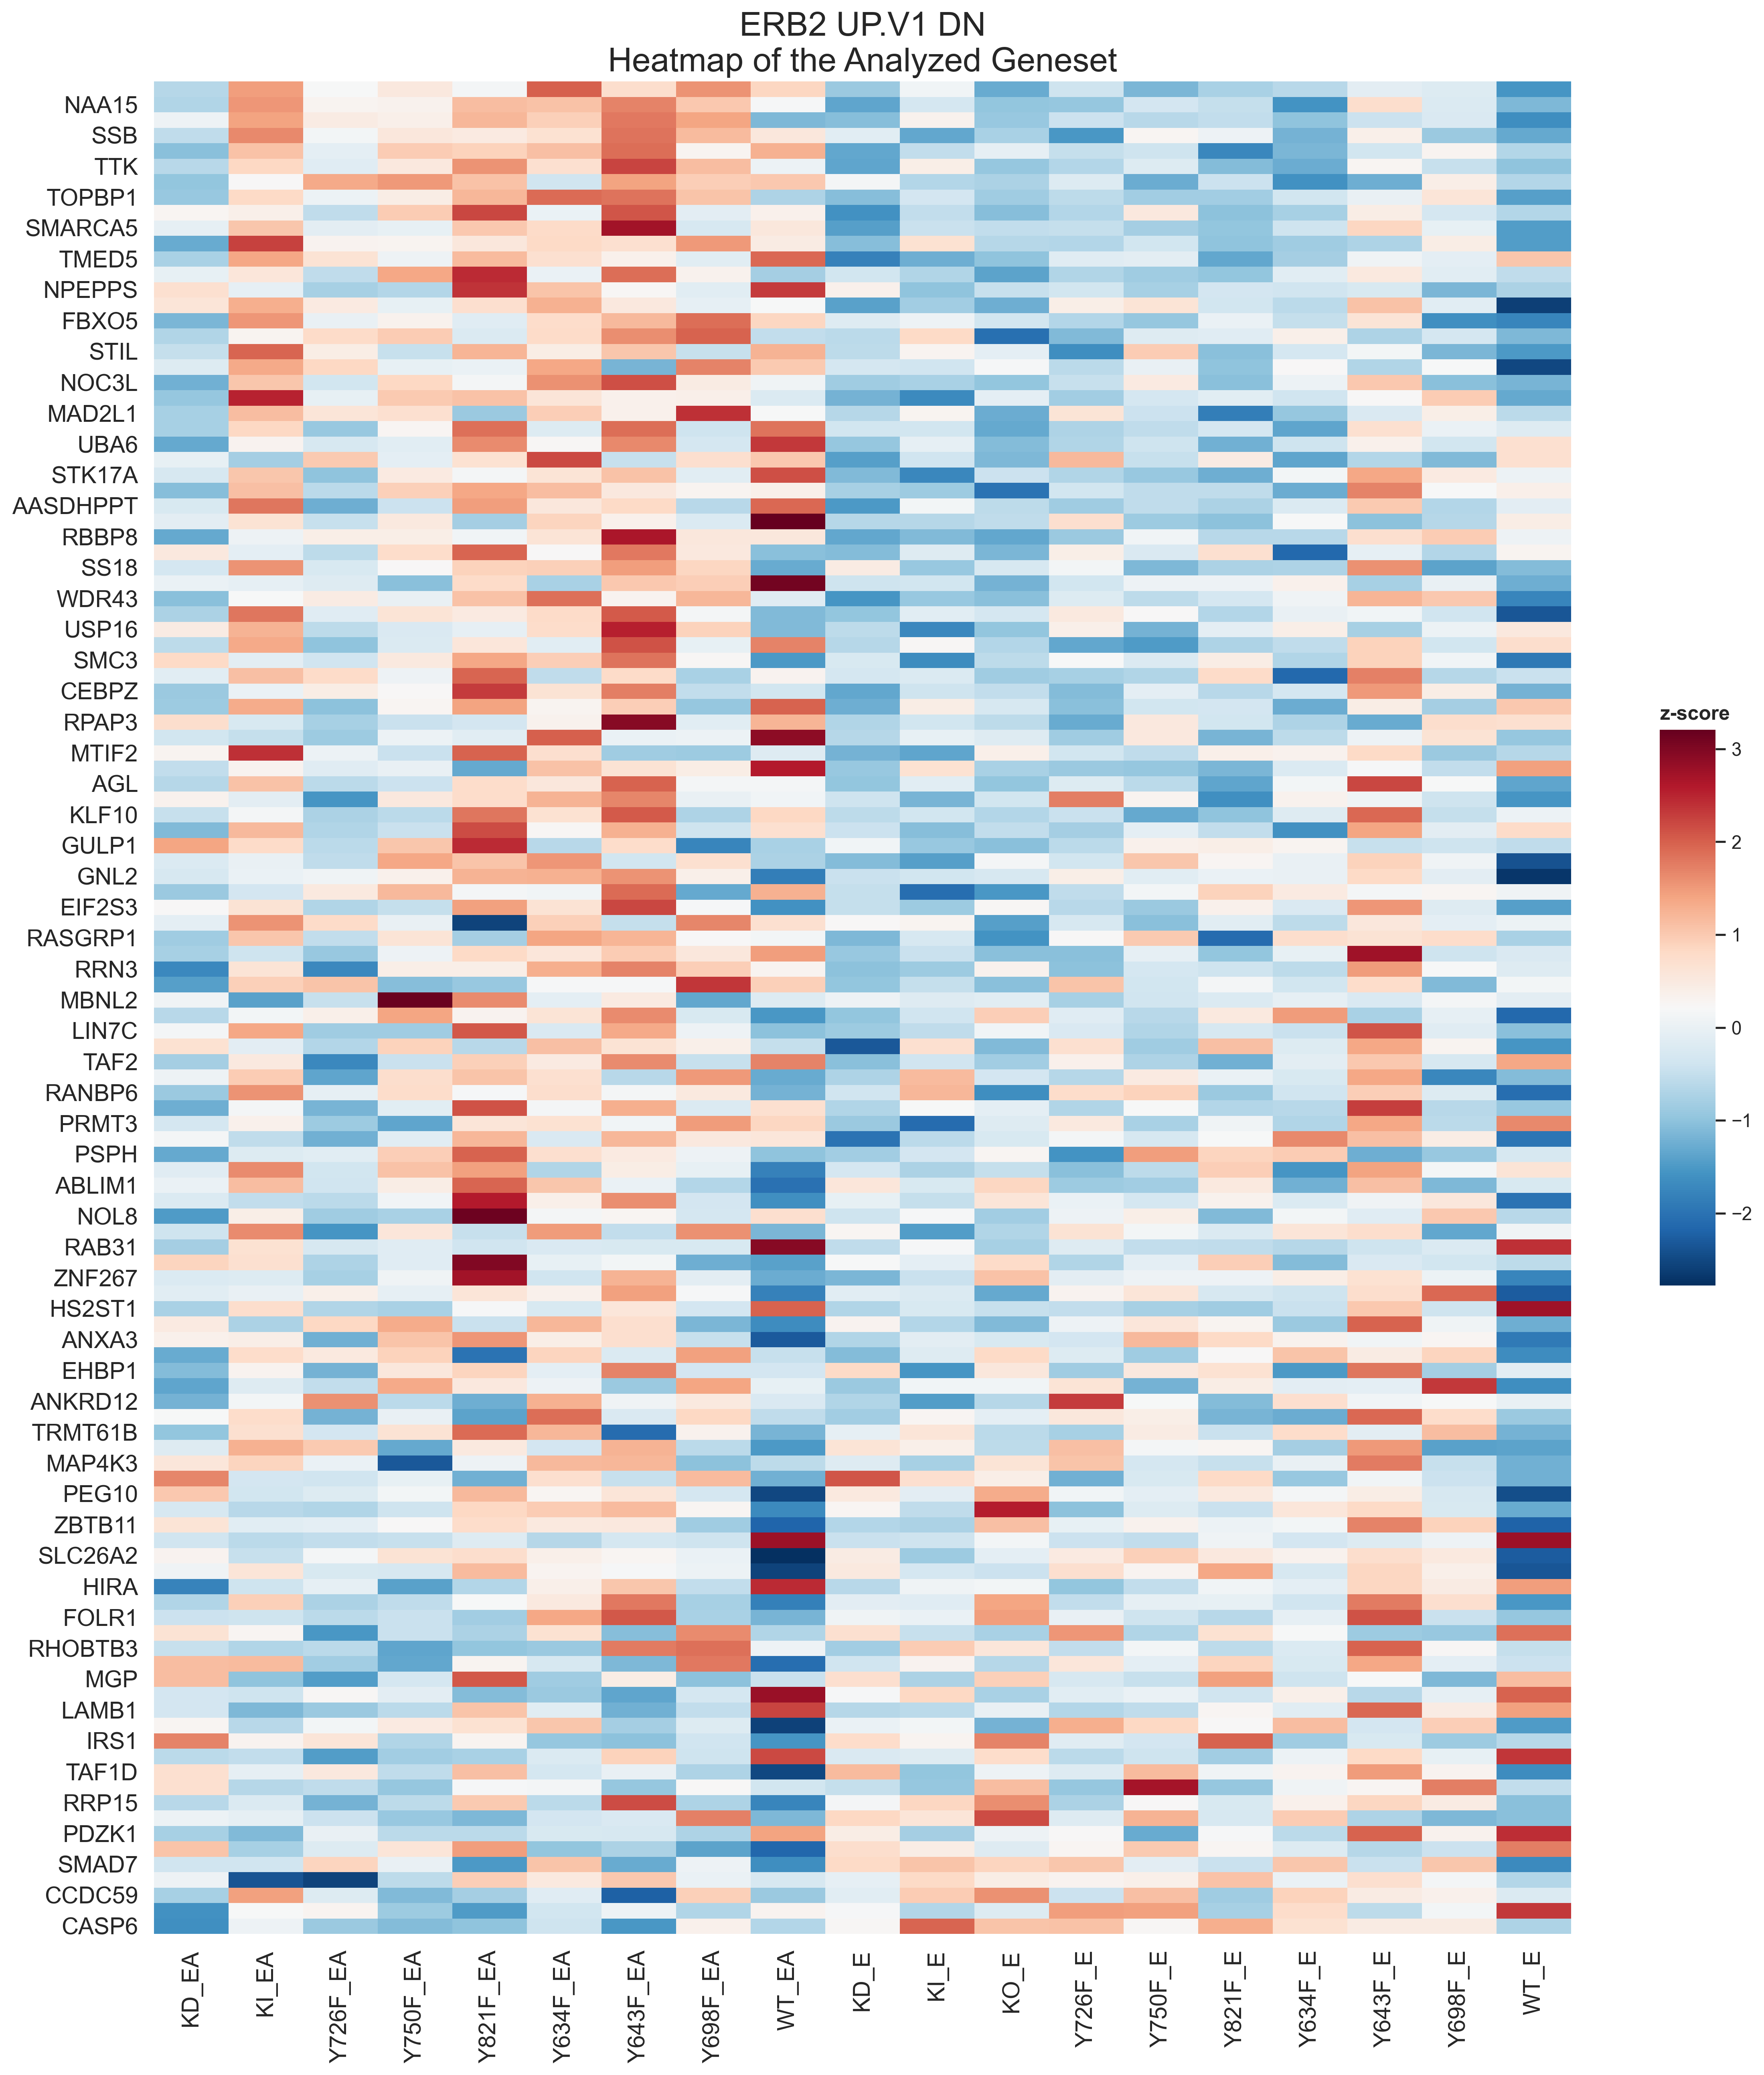 ERB2 UP.V1 DN
Heatmap of the Analyzed Geneset
NAA15
SSB
TTK
TOPBP1
SMARCA5
TMED5
NPEPPS
FBXO5
STIL
NOC3L
MAD2L1
UBA6
STK17A
AASDHPPT
RBBP8
SS18
WDR43
USP16
SMC3
CEBPZ
RPAP3
MTIF2
AGL
KLF10
GULP1
GNL2
EIF2S3
RASGRP1
RRN3
MBNL2
LIN7C
TAF2
RANBP6
PRMT3
PSPH
ABLIM1
NOL8
RAB31
ZNF267
HS2ST1
ANXA3
EHBP1
ANKRD12
TRMT61B
MAP4K3
PEG10
ZBTB11
SLC26A2
HIRA
FOLR1
RHOBTB3
MGP
LAMB1
IRS1
TAF1D
RRP15
PDZK1
SMAD7
CCDC59
CASP6
KD_EA
KI_EA
Y726F_EA
Y750F_EA
Y821F_EA
Y634F_EA
Y643F_EA
Y698F_EA
WT_EA
KD_E
KI_E
KO_E
Y726F_E
Y750F_E
Y821F_E
Y634F_E
Y643F_E
Y698F_E
WT_E
z-score
3
2
1
0
−1
−2